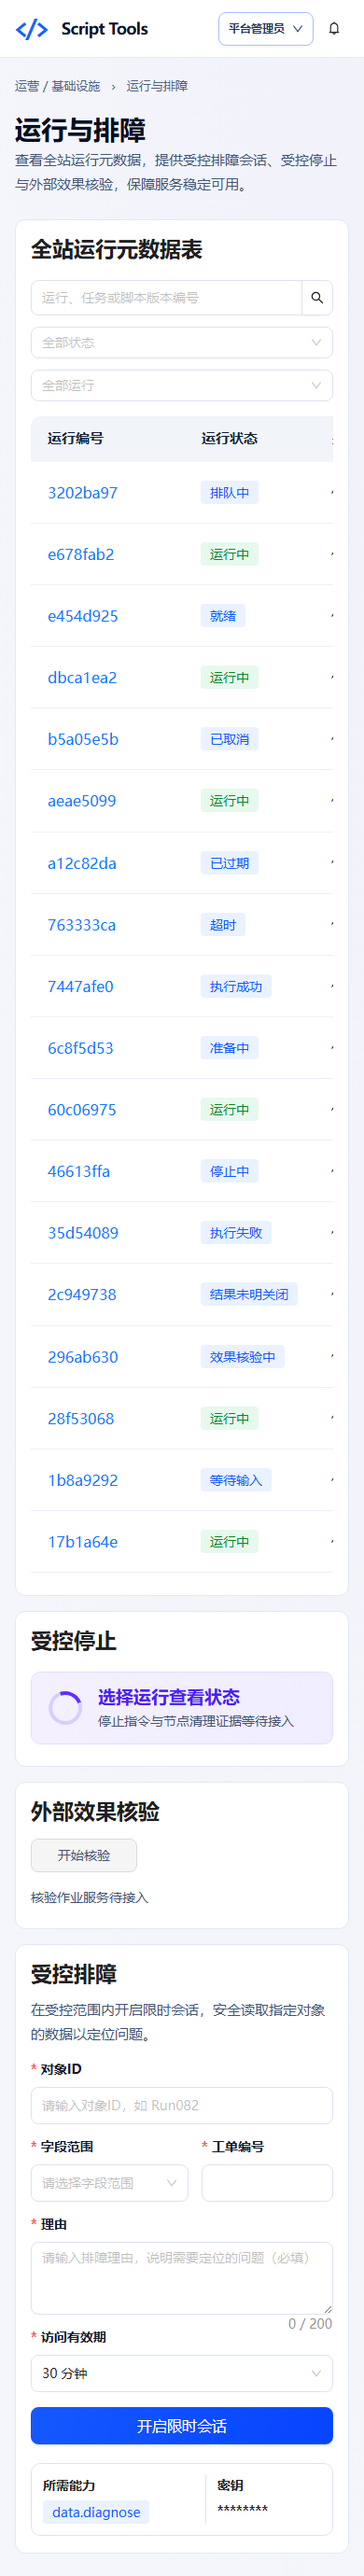 Script Tools
平台管理员
运营 / 基础设施 › 运行与排障
运行与排障
查看全站运行元数据，提供受控排障会话、受控停止
与外部效果核验，保障服务稳定可用。
全站运行元数据表
运行、任务或脚本版本编号
全部状态
全部运行
运行编号 运行状态
3202ba97 排队中
e678fab2 运行中
e454d925 就绪
dbca1ea2 运行中
b5a05e5b 已取消
aeae5099 运行中
a12c82da 已过期
763333ca 超时
7447afe0 执行成功
6c8f5d53 准备中
60c06975 运行中
46613ffa 停止中
35d54089 执行失败
2c949738 结果未明关闭
296ab630 效果核验中
28f53068 运行中
1b8a9292 等待输入
17b1a64e 运行中
受控停止
选择运行查看状态
停止指令与节点清理证据等待接入
外部效果核验
开始核验
核验作业服务待接入
受控排障
在受控范围内开启限时会话，安全读取指定对象
的数据以定位问题。
* 对象ID
请输入对象ID，如 Run082
* 字段范围 * 工单编号
请选择字段范围
* 理由
请输入排障理由，说明需要定位的问题（必填）
0 / 200
* 访问有效期
30 分钟
开启限时会话
所需能力 密钥
data.diagnose ********